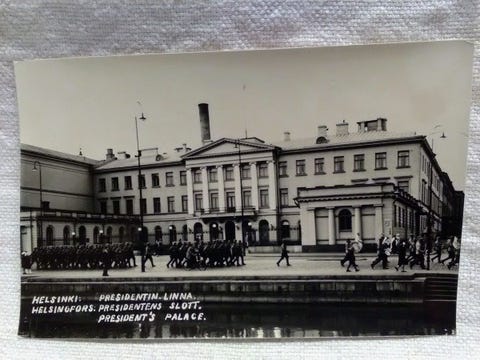 HELSINKI: PRESIDENTIN LINNA.
HELSINGFORS: PRESIDENTENS SLOTT.
PRESIDENT'S PALACE.